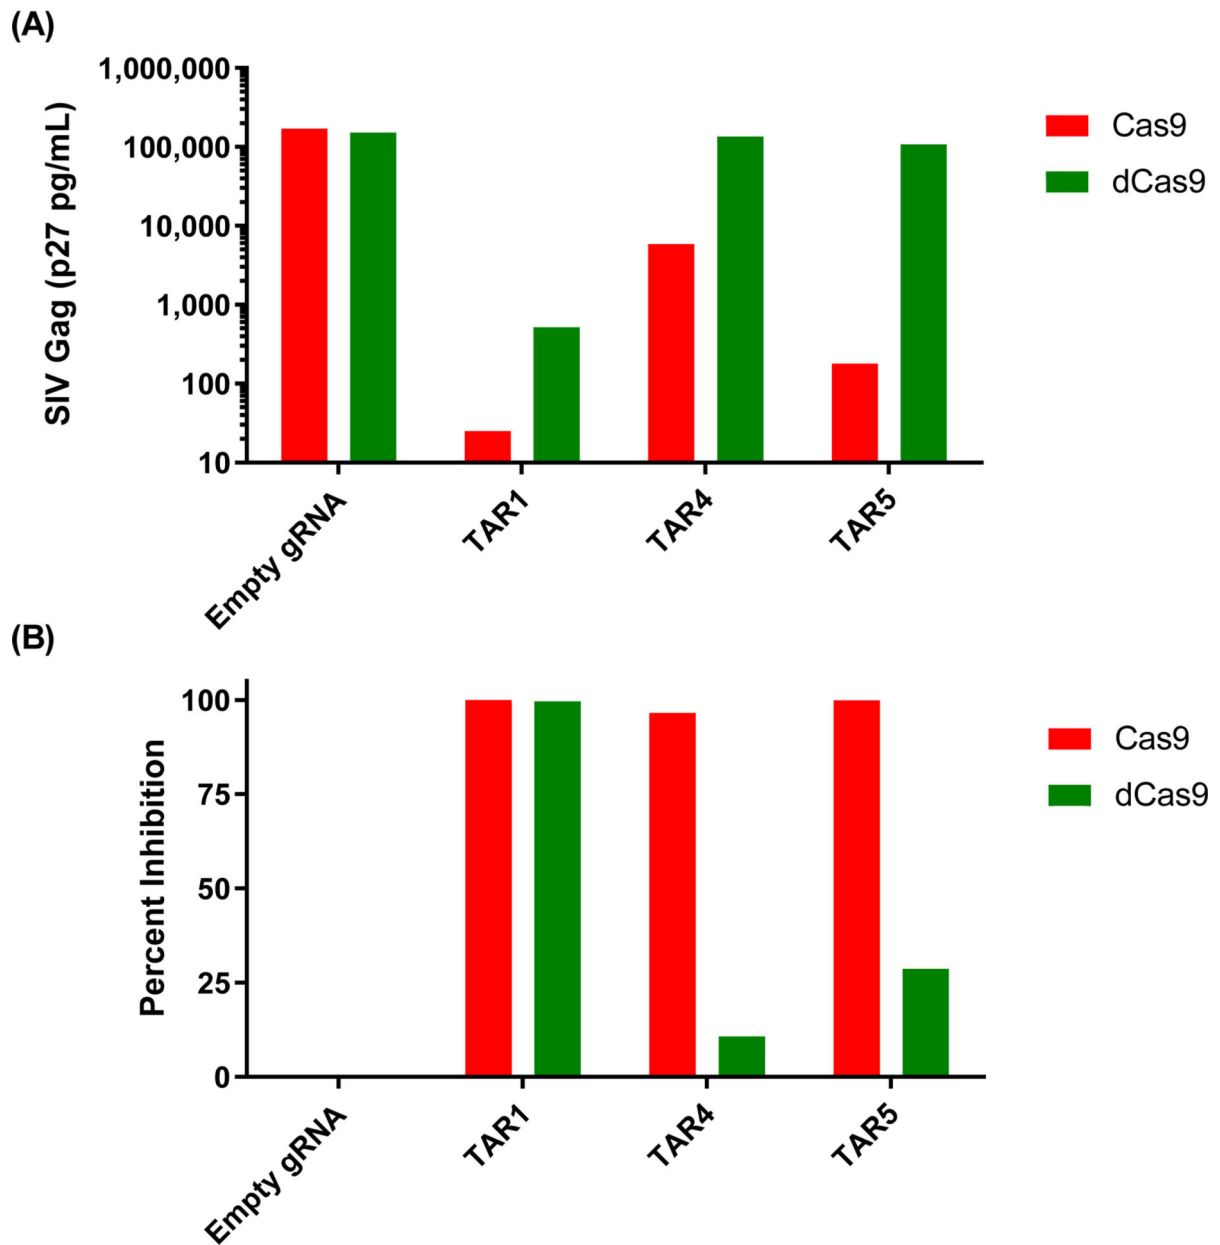 (A)
SIV Gag (p27 pg/mL)
1,000,000
100,000
10,000
1,000
100
10
Empty gRNA
TAR1
TAR4
TAR5
Cas9
dCas9
(B)
Percent Inhibition
100
75
50
25
0
Empty gRNA
TAR1
TAR4
TAR5
Cas9
dCas9